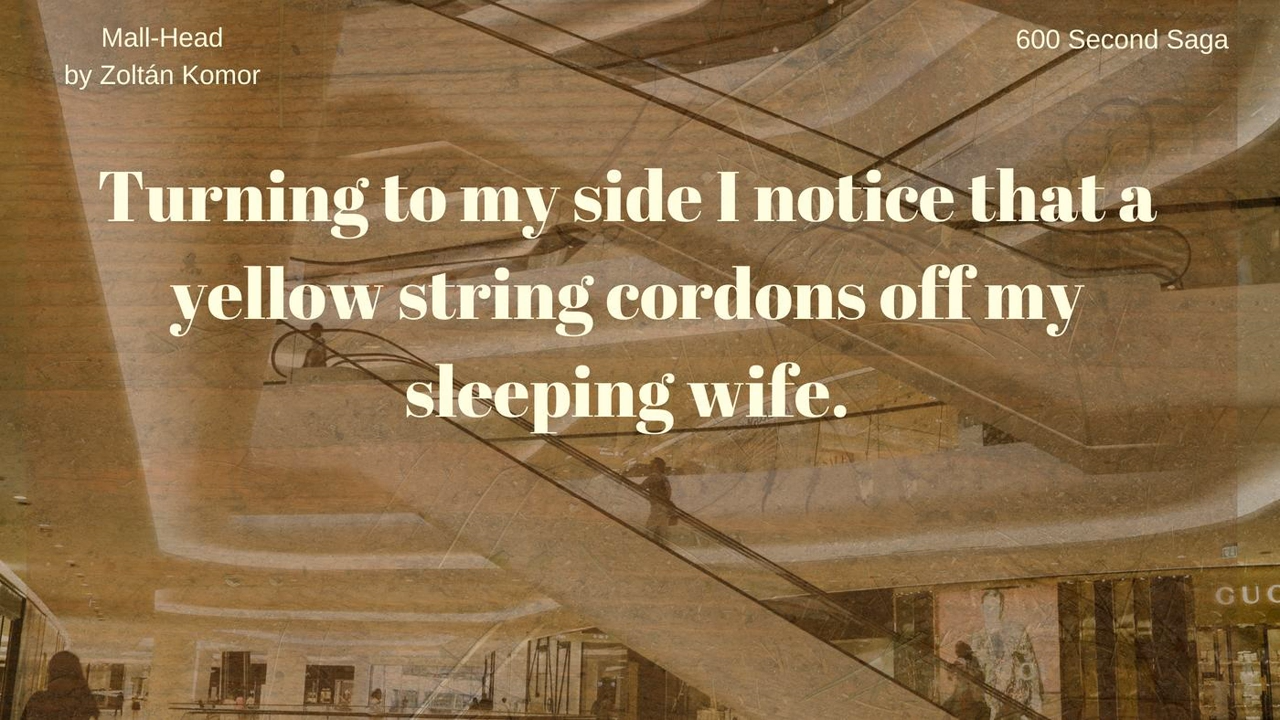 Mall-Head
by Zoltán Komor
600 Second Saga
Turning to my side I notice that a
yellow string cordons off my
sleeping wife.